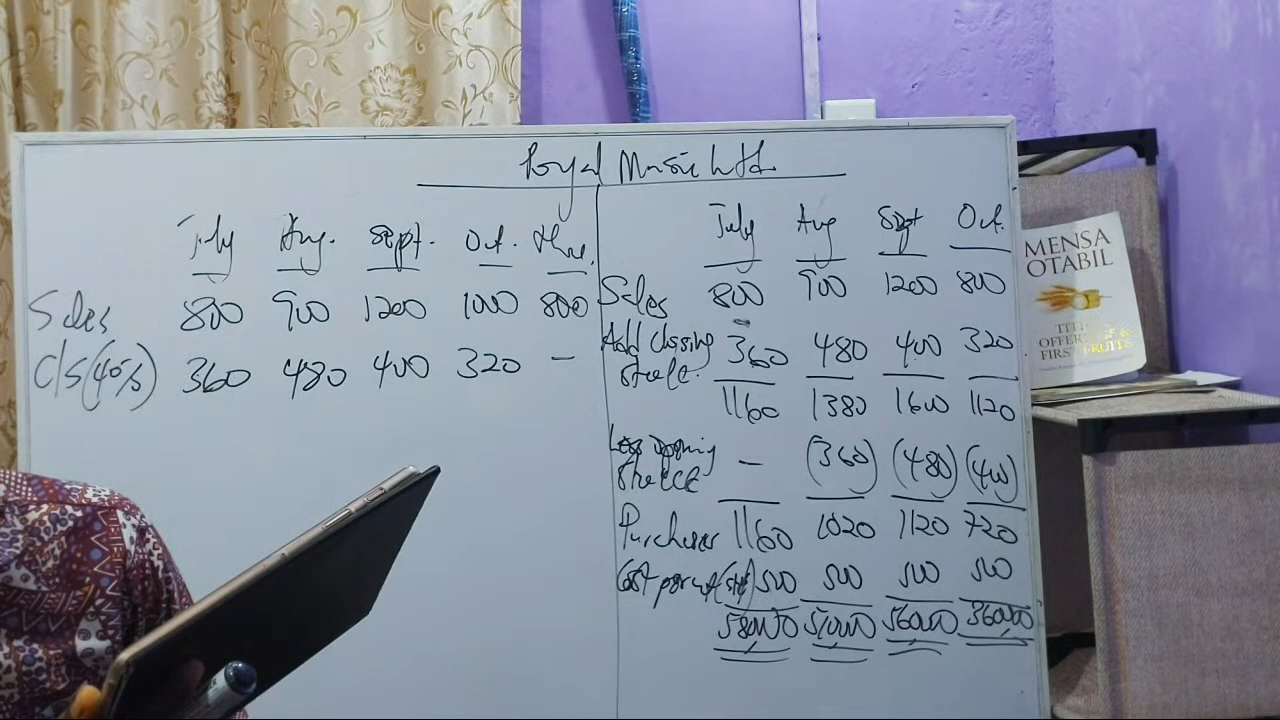 Royal Music Ltd
July Aug. Sept. Oct. Nov.
Sales 800 900 1200 1000 800
C/S(40%) 360 480 400 320 –
July Aug Sept Oct.
Sales 800 900 1200 800
Add closing 360 480 400 320
Stock.
1160 1380 1600 1120
Less opening – (360) (480) (400)
Stock
Purchases 1160 1020 1120 720
Cost per unit 500 500 500 500
580000 510000 560000 360000
MENSA
OTABIL
FIRST FRUITS